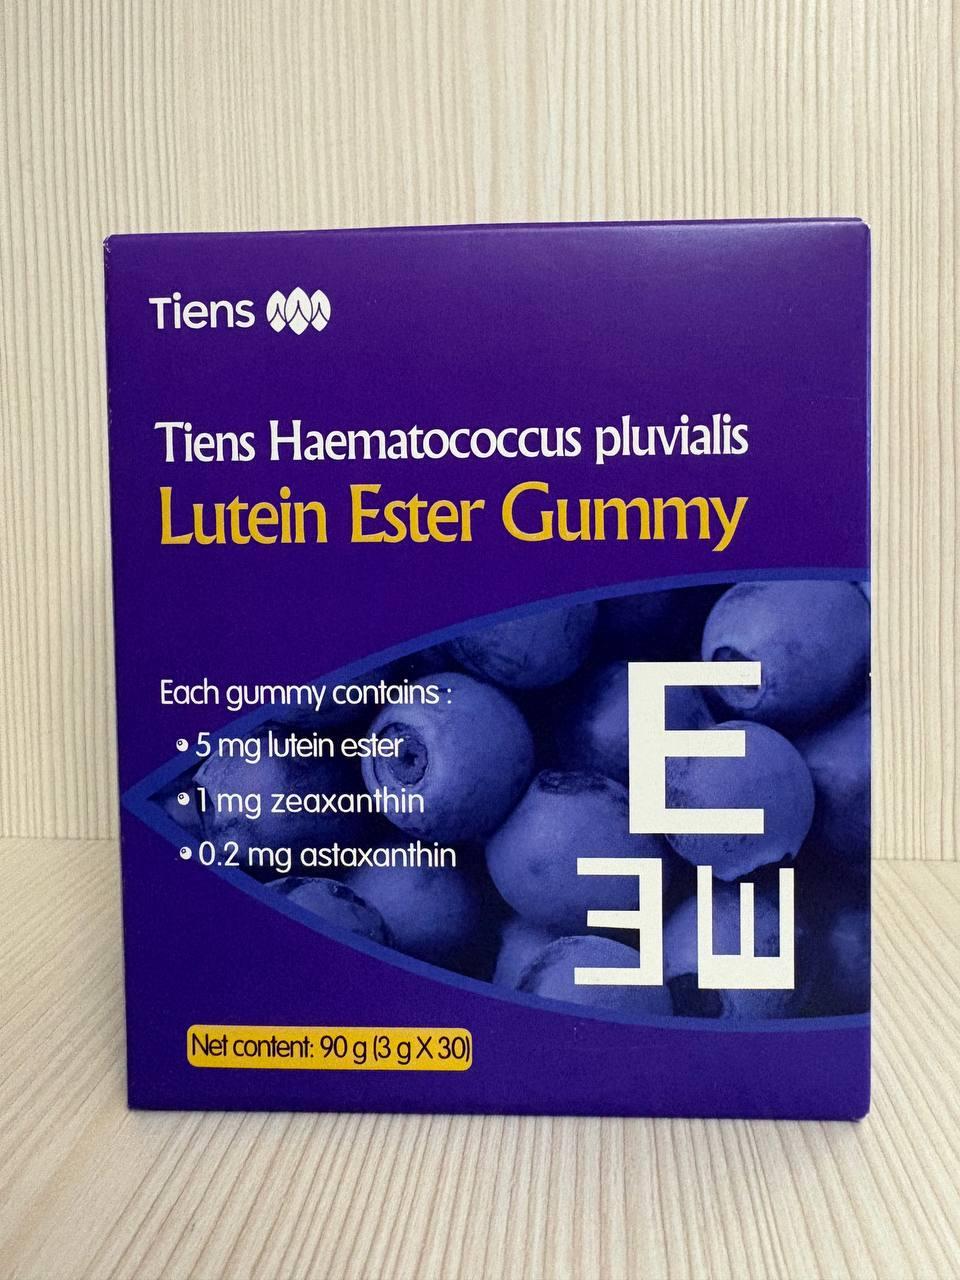 Tiens
Tiens Haematococcus pluvialis
Lutein Ester Gummy
Each gummy contains :
5 mg lutein ester
1 mg zeaxanthin
0.2 mg astaxanthin
E
E E
Net content: 90 g (3 g X 30)